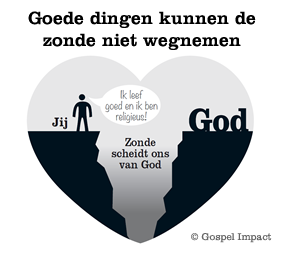 Goede dingen kunnen de
zonde niet wegnemen
Ik leef
goed en ik ben
religieus!
Jij
God
Zonde
scheidt ons
van God
© Gospel Impact